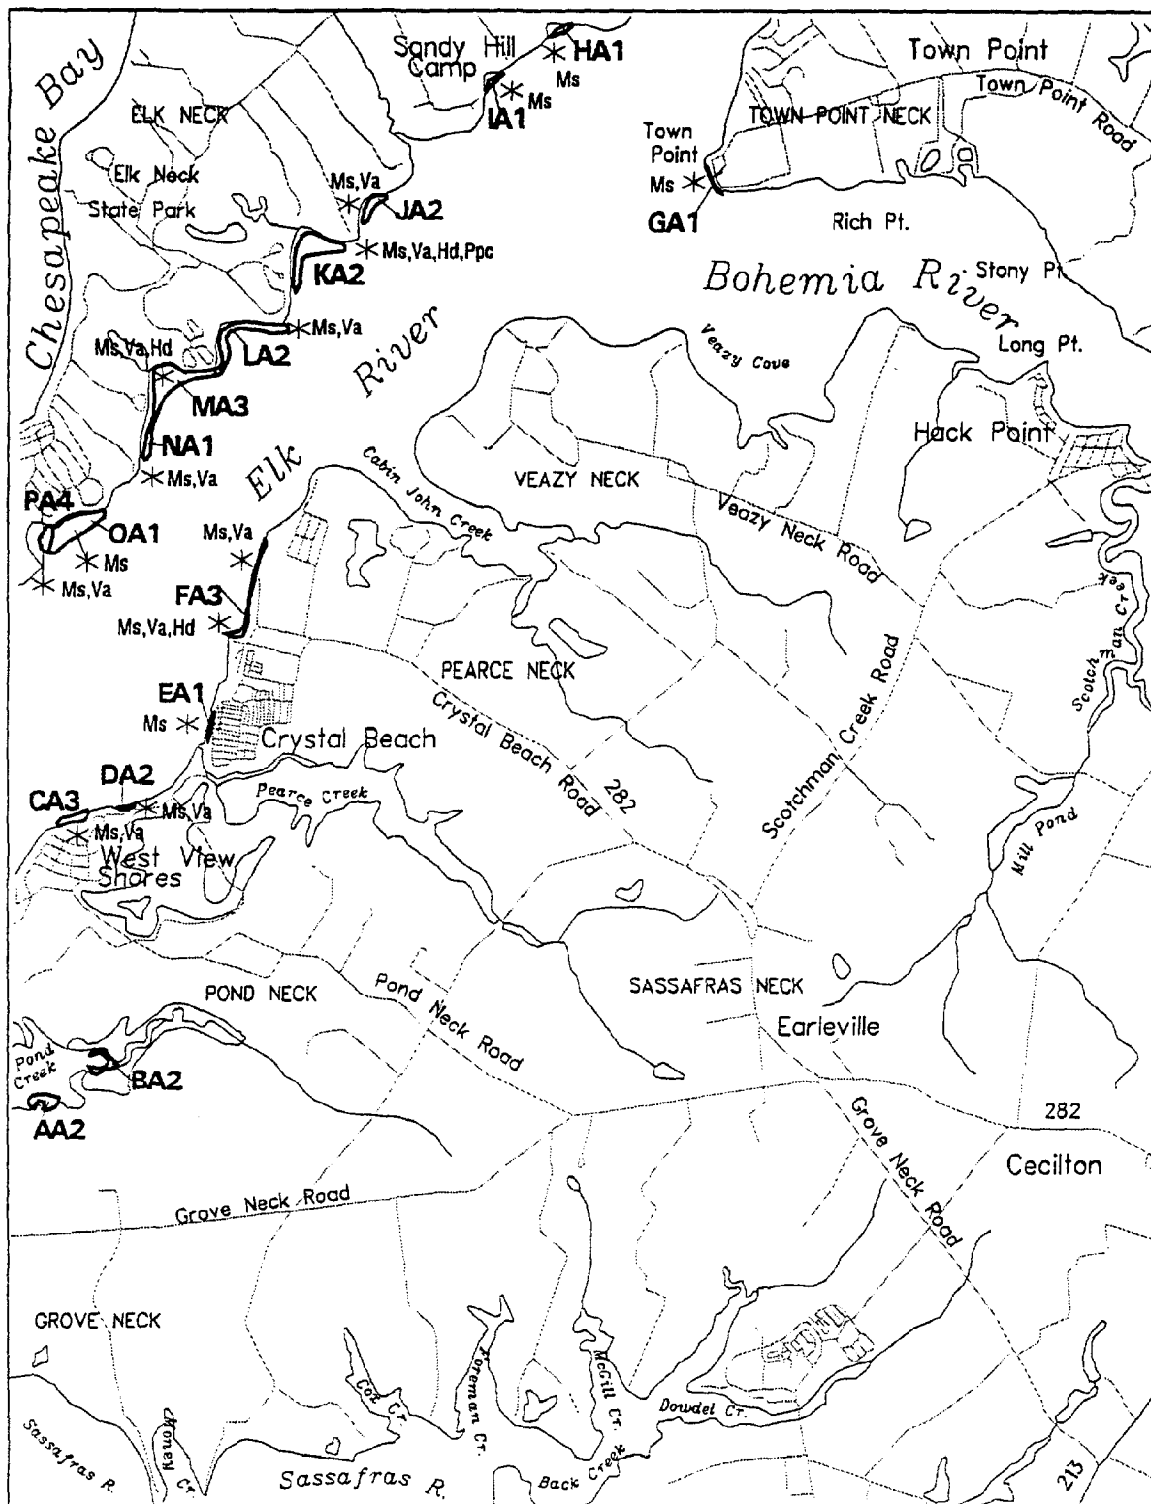 Chesapeake Bay
Sandy Hill
Camp
HA1
Ms
IA1
Ms
Town Point
Town Point Road
ELK NECK
TOWN POINT NECK
Elk Neck
State Park
Town
Point
Ms
GA1
Ms,Va
JA2
Rich Pt.
Ms,Va,Hd,Ppc
KA2
Bohemia River
Stony Pt.
Elk River
Ms,Va
LA2
Veazy Cove
Long Pt.
Ms,Va,Hd
MA3
NA1
Ms,Va
Hack Point
Cabin John Creek
VEAZY NECK
Veazy Neck Road
PA4
OA1
Ms
Ms,Va
Ms,Va
FA3
Ms,Va,Hd
Scotchman Creek
PEARCE NECK
EA1
Ms
Crystal Beach
Crystal Beach Road
282
Scotchman Creek Road
DA2
Ms,Va
CA3
Ms,Va
Pearce Creek
West View
Shores
Mill Pond
POND NECK
Pond Neck Road
SASSAFRAS NECK
Earleville
Pond
Creek
BA2
AA2
282
Cecilton
Grove Neck Road
Grove Neck Road
GROVE NECK
Sassafras R.
Money Cr.
Cox Cr.
Foreman Cr.
McGill Cr.
Dowdel Cr.
Sassafras R.
Back Creek
213